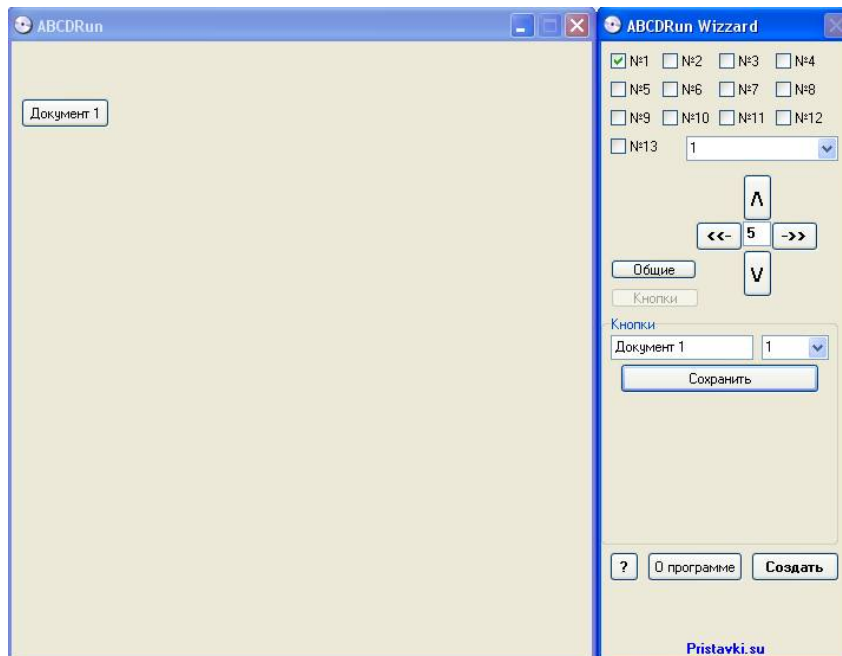 ABCDRun
Документ 1
ABCDRun Wizzard
№1 №2 №3 №4
№5 №6 №7 №8
№9 №10 №11 №12
№13 1
Λ
<<- 5 ->>
Общие V
Кнопки
Кнопки
Документ 1 1
Сохранить
? О программе Создать
Pristavki.su